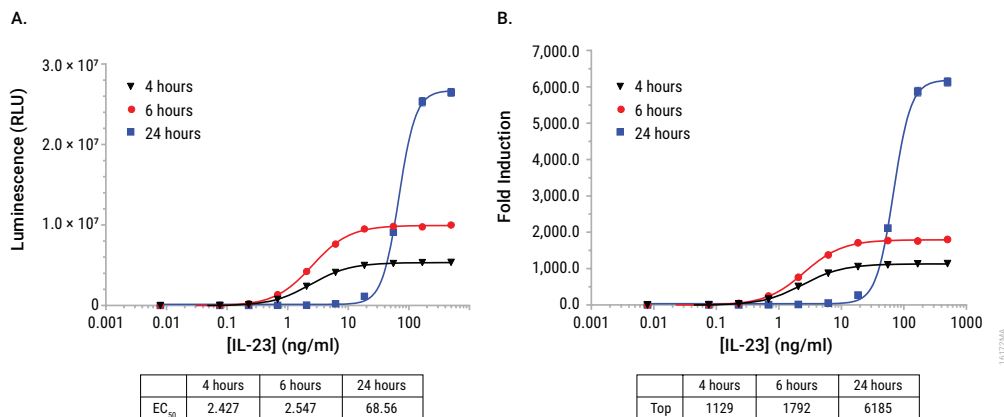 A.
Luminescence (RLU)
3.0 × 10⁷
2.0 × 10⁷
1.0 × 10⁷
0
4 hours
6 hours
24 hours
0.001 0.01 0.1 1 10 100
[IL-23] (ng/ml)
4 hours 6 hours 24 hours
EC₅₀ 2.427 2.547 68.56
B.
Fold Induction
7,000.0
6,000.0
5,000.0
4,000.0
3,000.0
2,000.0
1,000.0
0.0
4 hours
6 hours
24 hours
0.001 0.01 0.1 1 10 100 1000
[IL-23] (ng/ml)
4 hours 6 hours 24 hours
Top 1129 1792 6185
16172MA